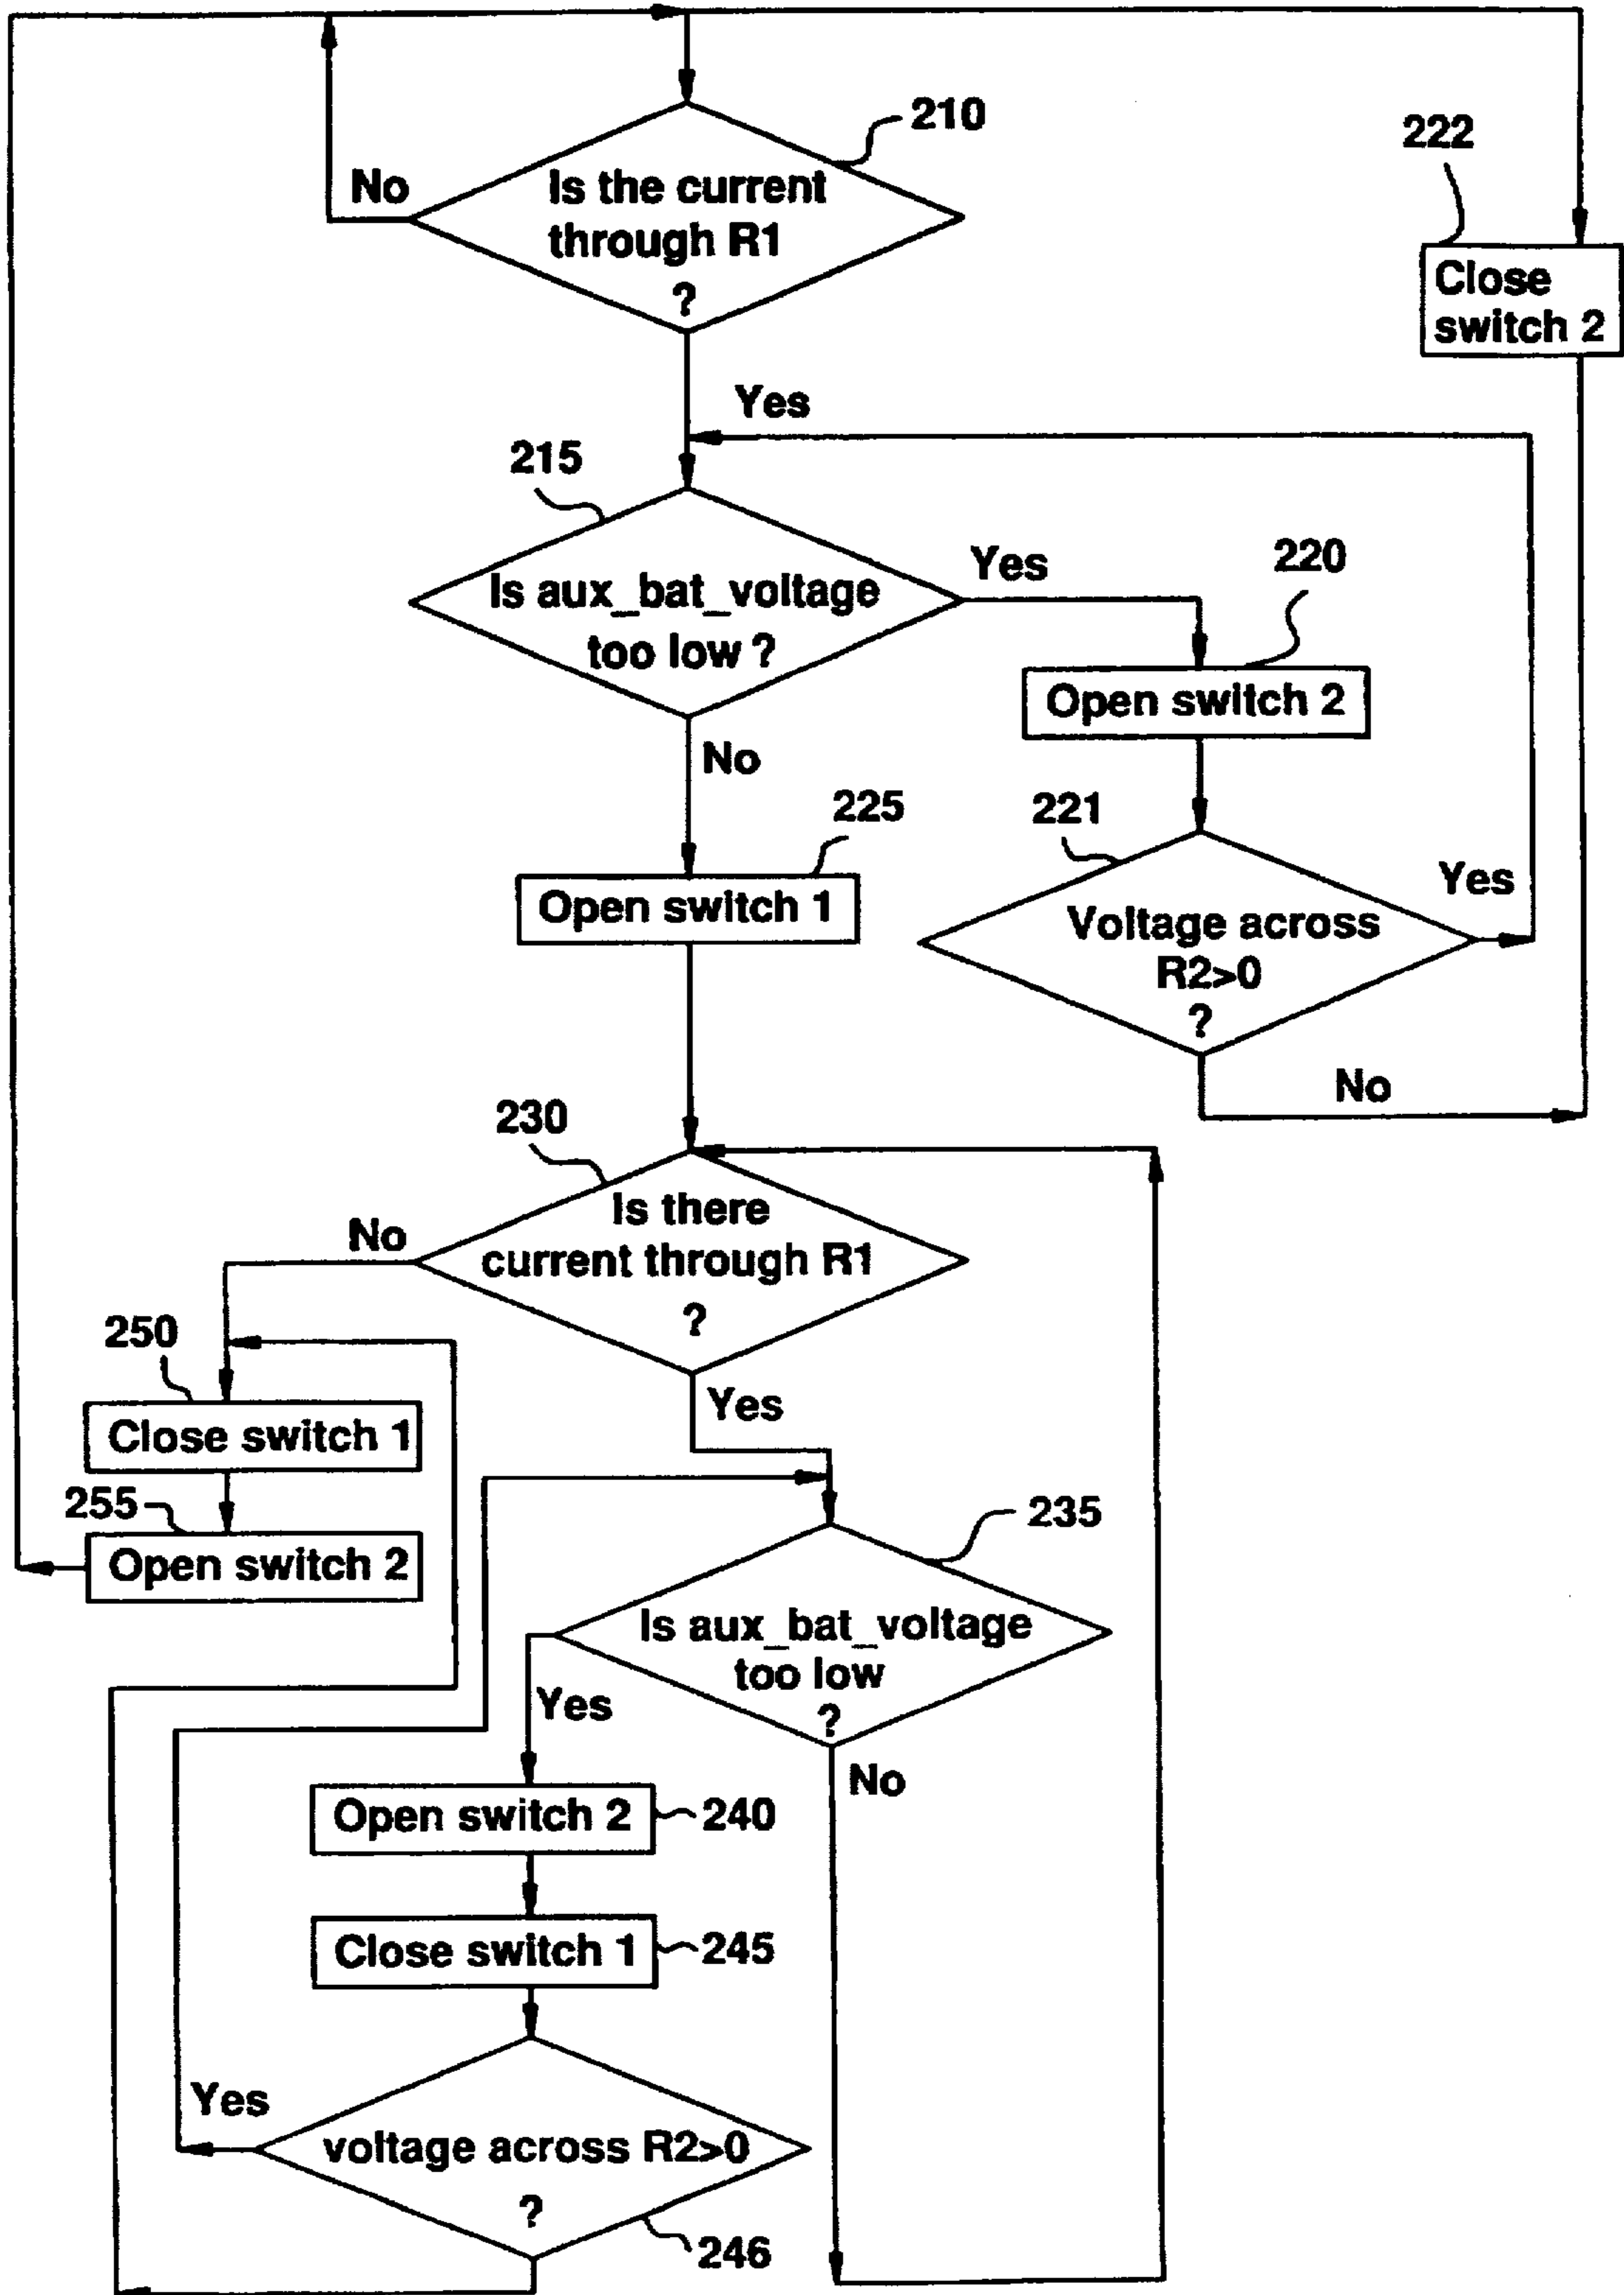 210
222
No
Is the current
through R1
?
Close
switch 2
Yes
215
Yes
220
Is aux_bat_voltage
too low ?
Open switch 2
No
225
221
Yes
Open switch 1
Voltage across
R2>0
?
No
230
Is there
current through R1
?
No
250
Yes
Close switch 1
255
235
Open switch 2
Is aux_bat_voltage
too low
?
Yes
No
Open switch 2
240
Close switch 1
245
Yes
voltage across R2>0
?
246